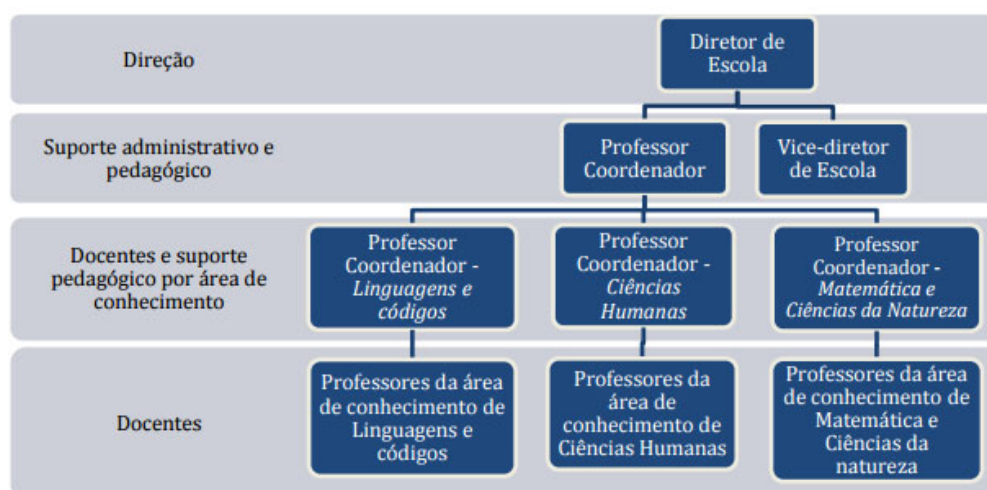 Direção
Diretor de
Escola
Suporte administrativo e
pedagógico
Professor
Coordenador
Vice-diretor
de Escola
Docentes e suporte
pedagógico por área de
conhecimento
Professor
Coordenador -
Linguagens e
códigos
Professor
Coordenador -
Ciências
Humanas
Professor
Coordenador -
Matemática e
Ciências da Natureza
Docentes
Professores da área
de conhecimento de
Linguagens e
códigos
Professores da
área de
conhecimento de
Ciências Humanas
Professores da área
de conhecimento de
Matemática e
Ciências da
natureza